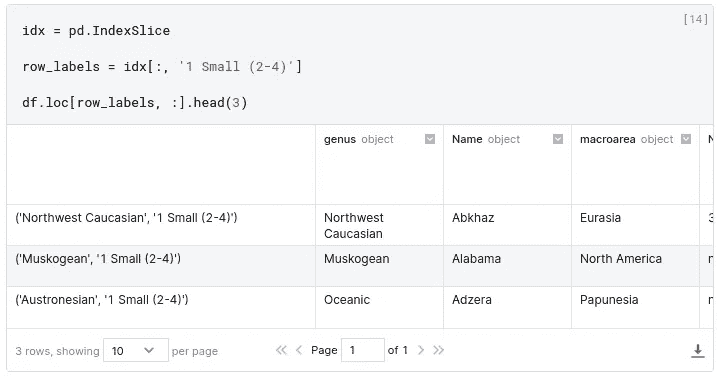 [14]
idx = pd.IndexSlice
row_labels = idx[:, '1 Small (2-4)']
df.loc[row_labels, :].head(3)
genus object Name object macroarea object N
('Northwest Caucasian', '1 Small (2-4)') Northwest Caucasian Abkhaz Eurasia 3
('Muskogean', '1 Small (2-4)') Muskogean Alabama North America
('Austronesian', '1 Small (2-4)') Oceanic Adzera Papunesia
3 rows, showing 10 per page Page 1 of 1